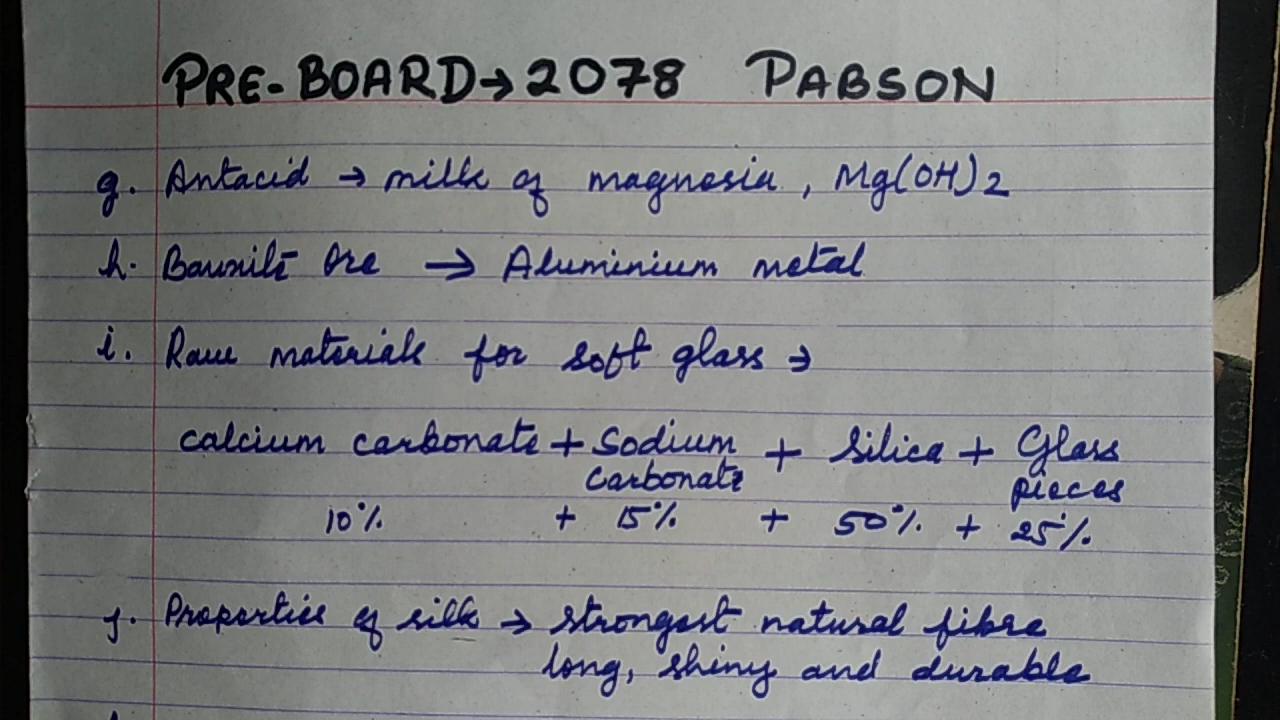 PRE-BOARD→2078 PABSON
g. Antacid → milk of magnesia, Mg(OH)2
h. Bauxite Ore → Aluminium metal
i. Raw materials for soft glass →
calcium carbonate + Sodium carbonate + Silica + Glass pieces
10% + 15% + 50% + 25%
j. Properties of silk → strongest natural fibre
long, shiny and durable